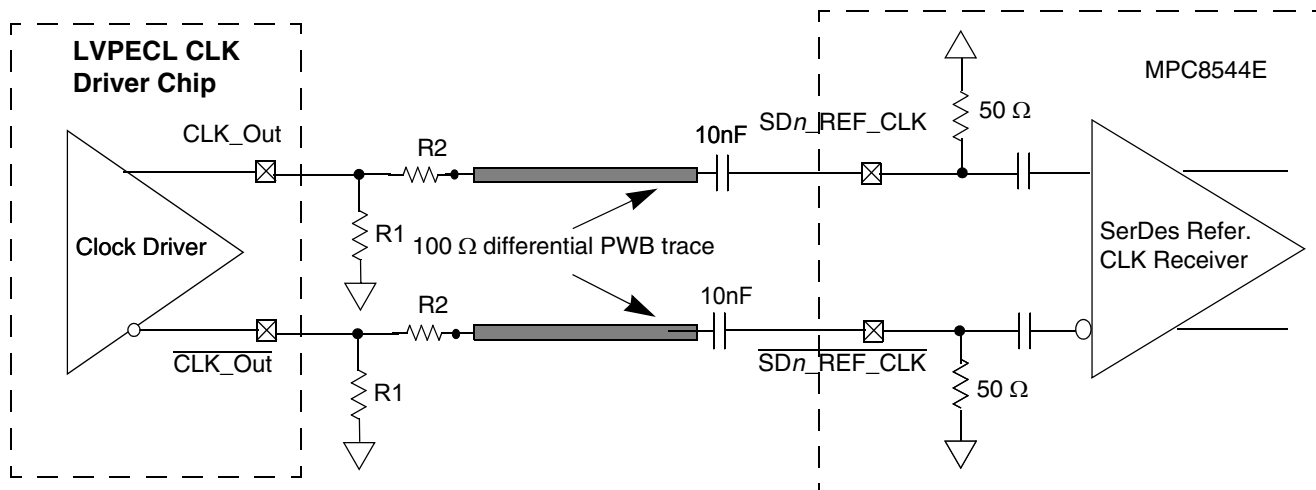 LVPECL CLK
Driver Chip
MPC8544E
CLK_Out
R2
10nF
SDn_REF_CLK
50 Ω
Clock Driver
R1
100 Ω differential PWB trace
SerDes Refer.
CLK Receiver
R2
10nF
CLK_Out
SDn_REF_CLK
R1
50 Ω